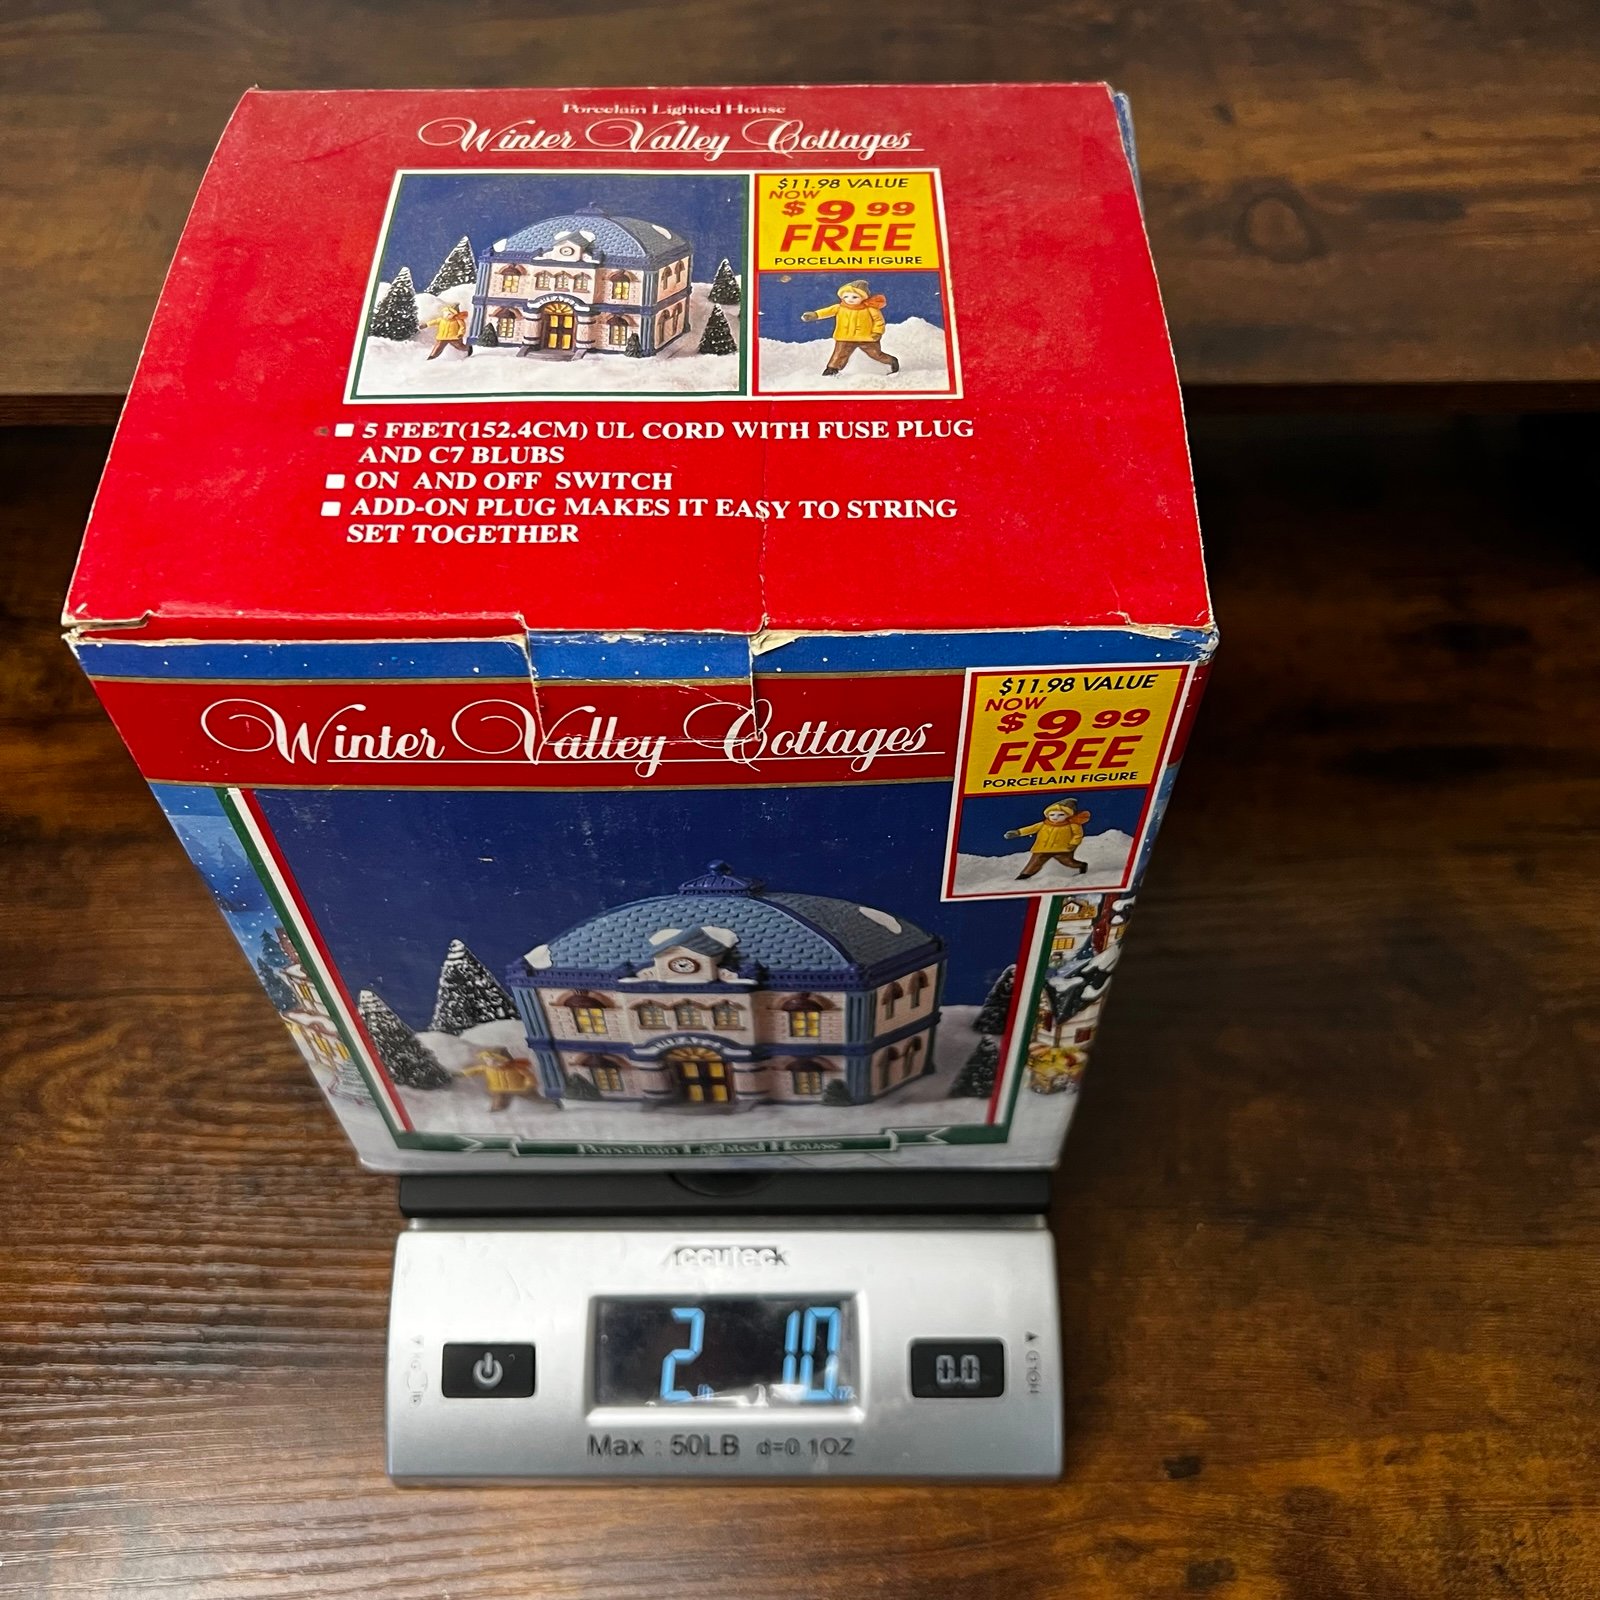 Porcelain Lighted House
Winter Valley Cottages
$11.98 VALUE
NOW
$9.99
FREE
PORCELAIN FIGURE
5 FEET(152.4CM) UL CORD WITH FUSE PLUG
AND C7 BLUBS
ON AND OFF SWITCH
ADD-ON PLUG MAKES IT EASY TO STRING
SET TOGETHER
Winter Valley Cottages
$11.98 VALUE
NOW
$9.99
FREE
PORCELAIN FIGURE
Porcelain Lighted House
Accuteck
2 lb 10 oz
0.0
Max : 50LB d=0.1OZ